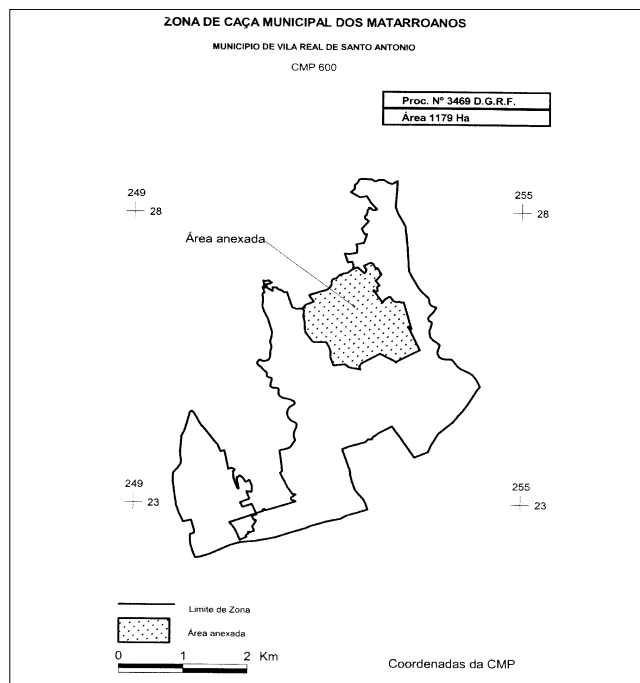 ZONA DE CAÇA MUNICIPAL DOS MATARROANOS
MUNICIPIO DE VILA REAL DE SANTO ANTONIO
CMP 600
Proc. Nº 3469 D.G.R.F.
Área 1179 Ha
249
28
255
28
Área anexada
249
23
255
23
Limite de Zona
Área anexada
0 1 2 Km
Coordenadas da CMP